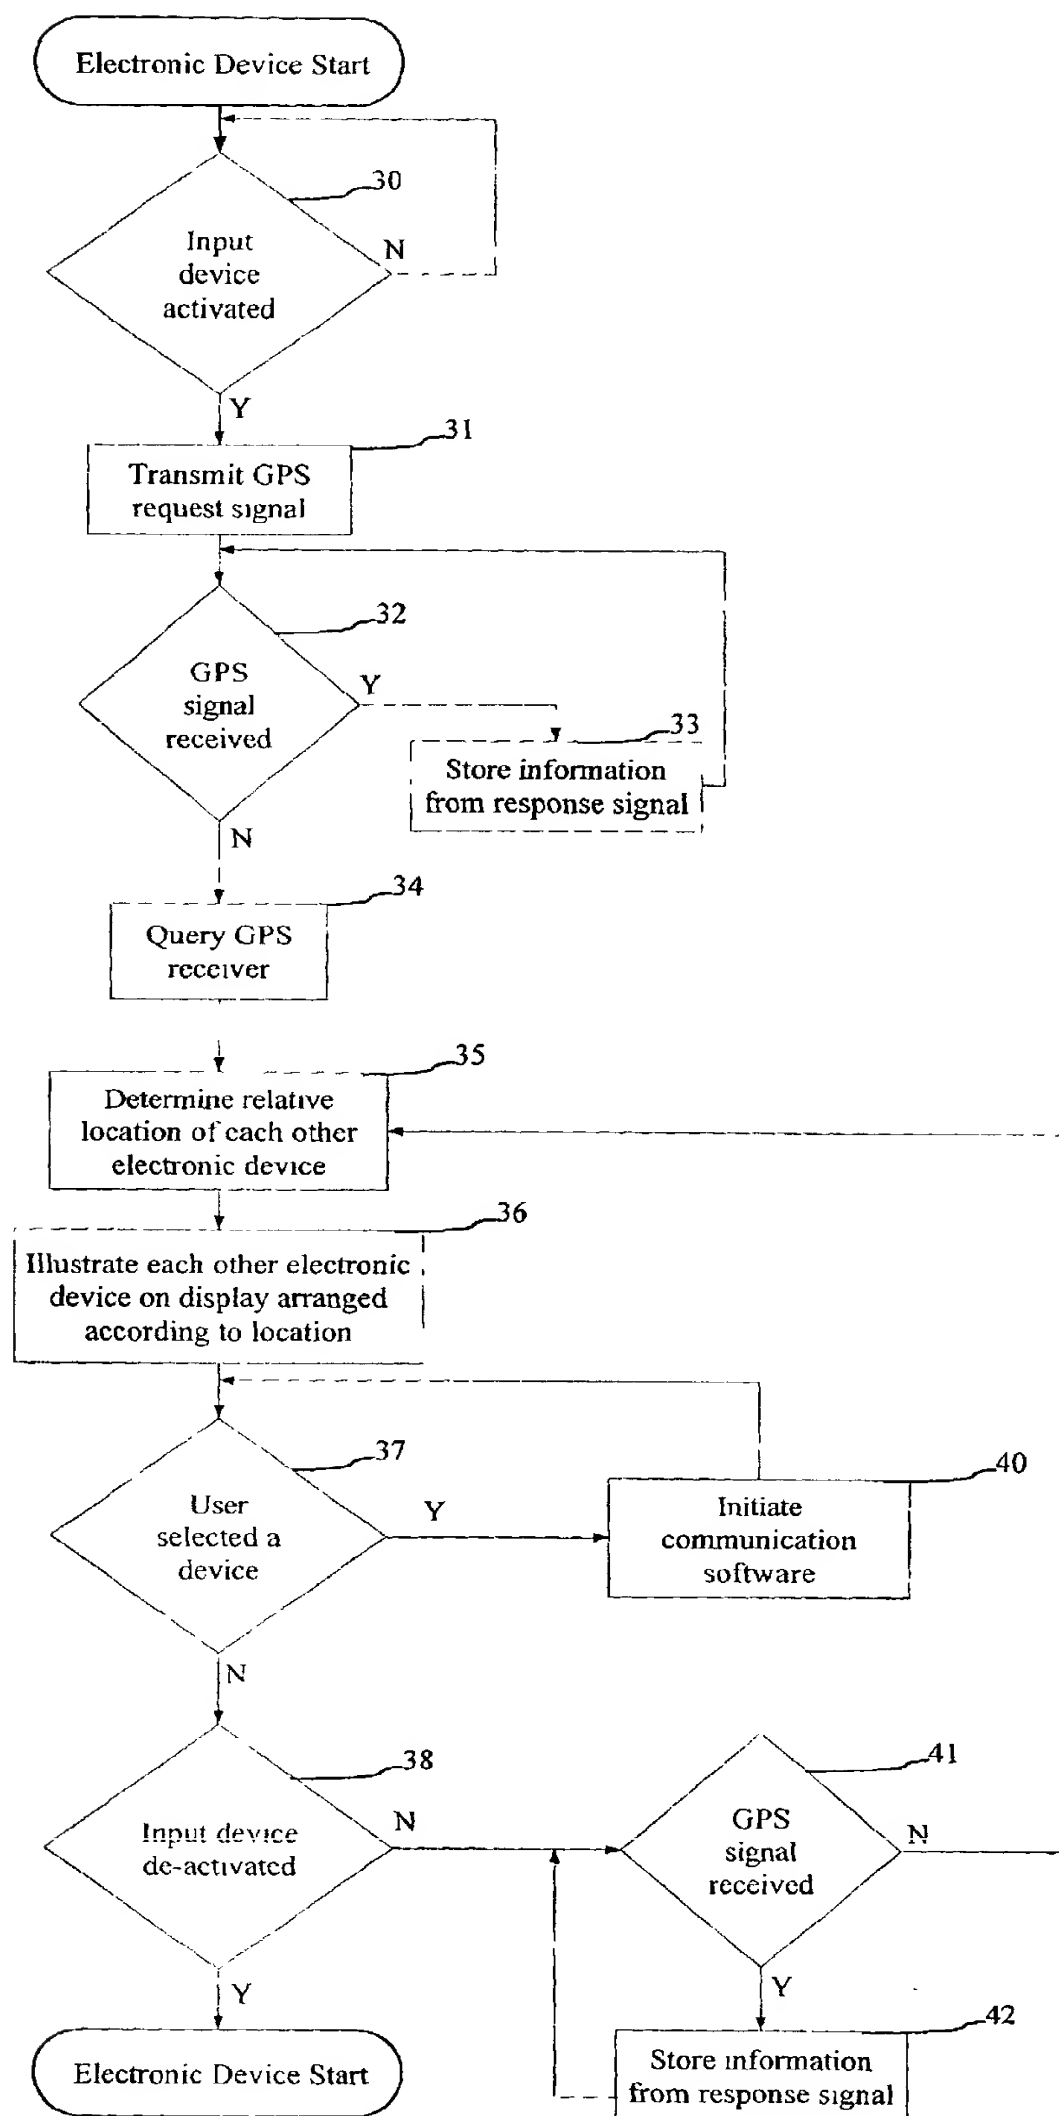 Electronic Device Start
30
Input
device
activated
N
Y
31
Transmit GPS
request signal
32
GPS
signal
received
Y
33
Store information
from response signal
N
34
Query GPS
receiver
35
Determine relative
location of each other
electronic device
36
Illustrate each other electronic
device on display arranged
according to location
37
User
selected a
device
Y
40
Initiate
communication
software
N
38
Input device
de-activated
N
41
GPS
signal
received
N
Y
Y
42
Store information
from response signal
Electronic Device Start